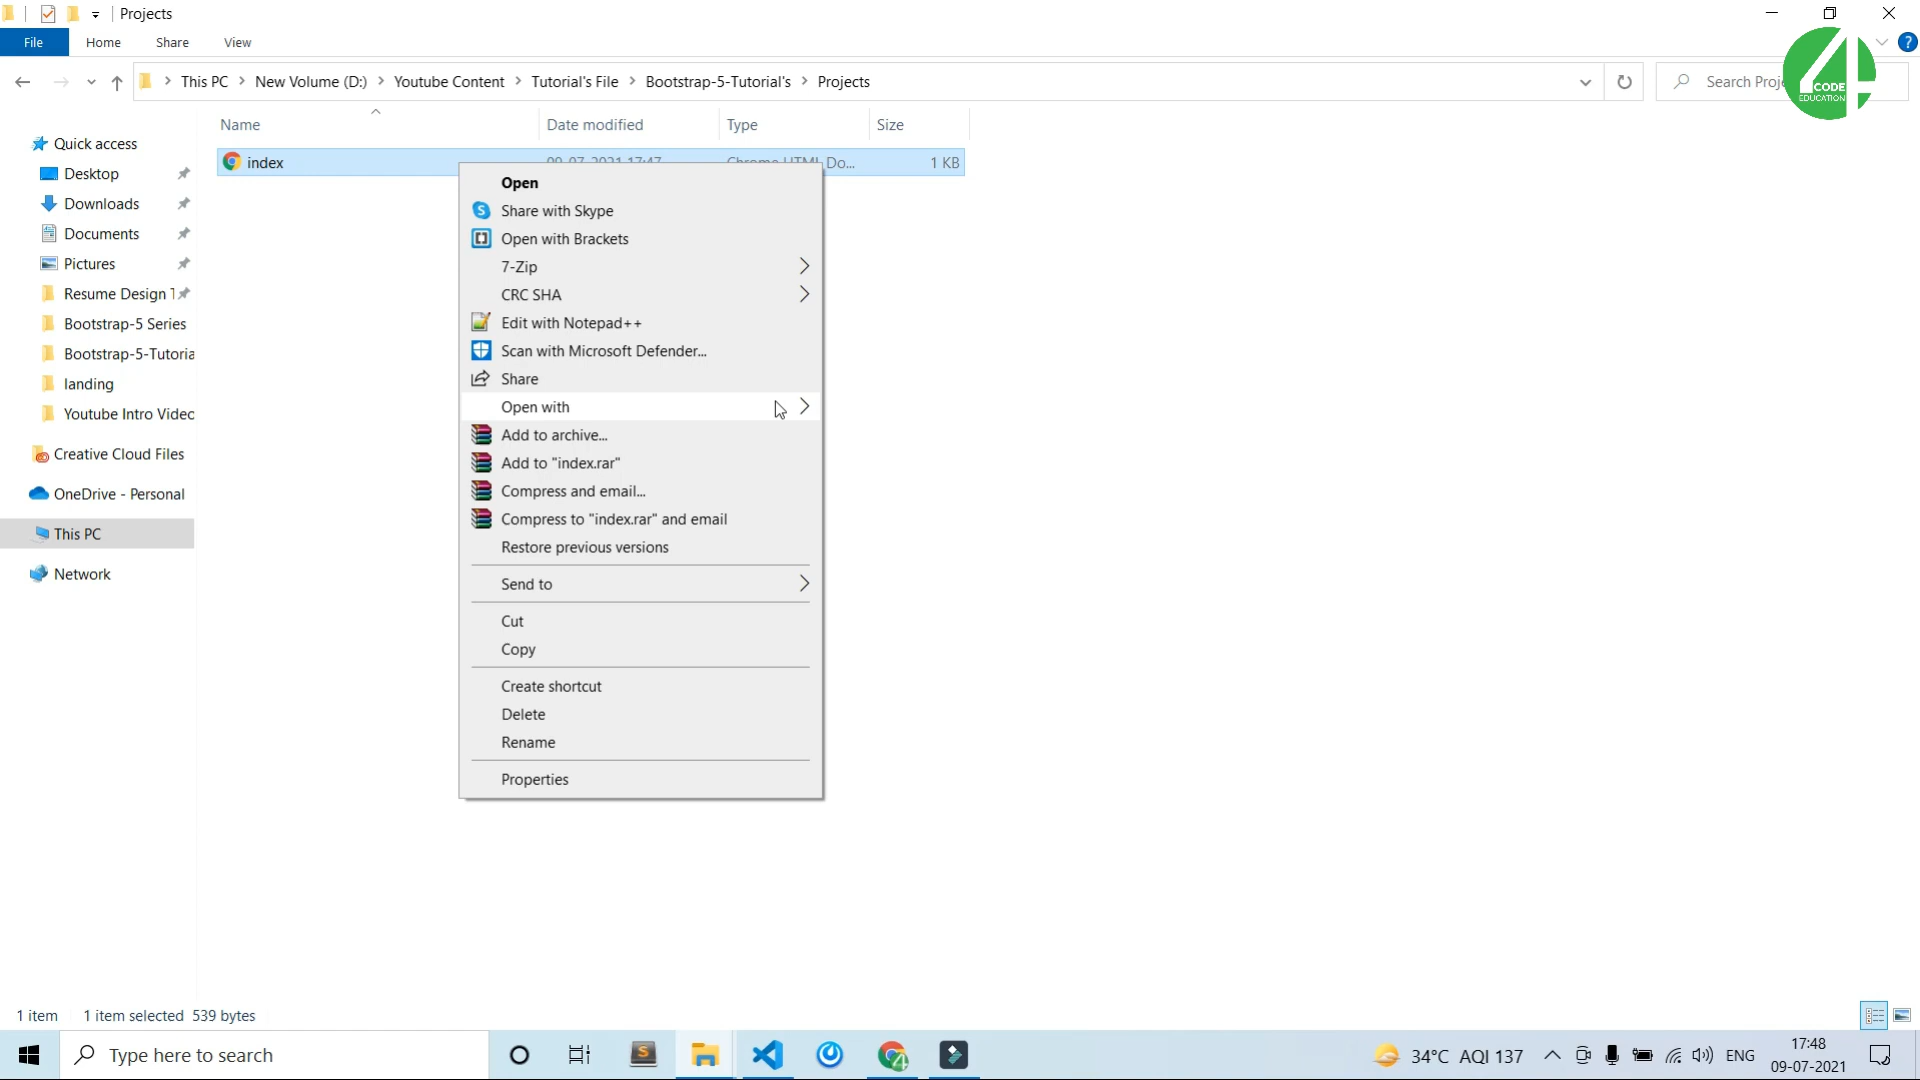 Projects
File Home Share View
This PC New Volume (D:) Youtube Content Tutorial's File Bootstrap-5-Tutorial's Projects
Search Proj
CODE
EDUCATION
Name Date modified Type Size
index 09-07-2021 17:47 Chrome HTML Do... 1 KB
Quick access
Desktop
Downloads
Documents
Pictures
Resume Design T
Bootstrap-5 Series
Bootstrap-5-Tutoria
landing
Youtube Intro Video
Creative Cloud Files
OneDrive - Personal
This PC
Network
Open
Share with Skype
Open with Brackets
7-Zip
CRC SHA
Edit with Notepad++
Scan with Microsoft Defender...
Share
Open with
Add to archive...
Add to "index.rar"
Compress and email...
Compress to "index.rar" and email
Restore previous versions
Send to
Cut
Copy
Create shortcut
Delete
Rename
Properties
1 item 1 item selected 539 bytes
Type here to search
34°C AQI 137
ENG
17:48
09-07-2021